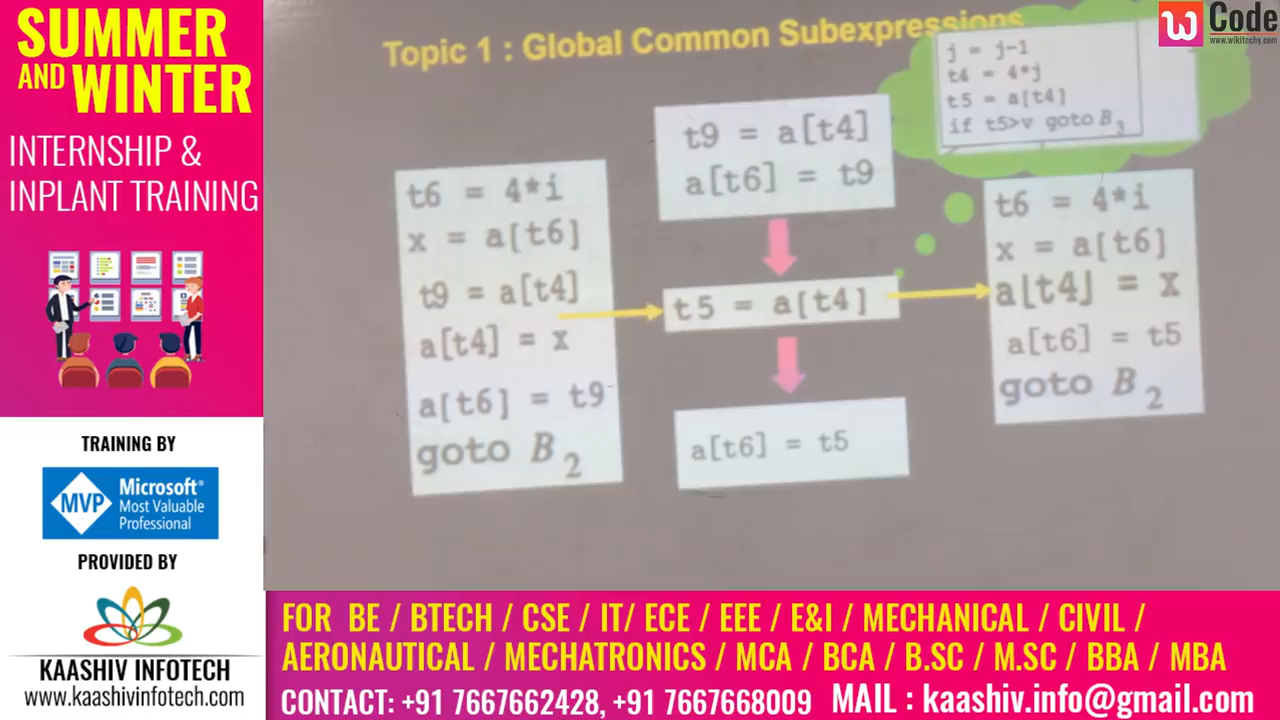 SUMMER
AND WINTER
INTERNSHIP &
INPLANT TRAINING
TRAINING BY
MVP
Microsoft®
Most Valuable
Professional
PROVIDED BY
KAASHIV INFOTECH
www.kaashivinfotech.com
Topic 1 : Global Common Subexpressions
w Code
www.wikitechy.com
j = j-1
t4 = 4*j
t5 = a[t4]
if t5>v goto B3
t9 = a[t4]
a[t6] = t9
t6 = 4*i
x = a[t6]
t9 = a[t4]
a[t4] = x
a[t6] = t9
goto B2
t5 = a[t4]
a[t6] = t5
t6 = 4*i
x = a[t6]
a[t4] = x
a[t6] = t5
goto B2
FOR BE / BTECH / CSE / IT/ ECE / EEE / E&I / MECHANICAL / CIVIL /
AERONAUTICAL / MECHATRONICS / MCA / BCA / B.SC / M.SC / BBA / MBA
CONTACT: +91 7667662428, +91 7667668009 MAIL : kaashiv.info@gmail.com